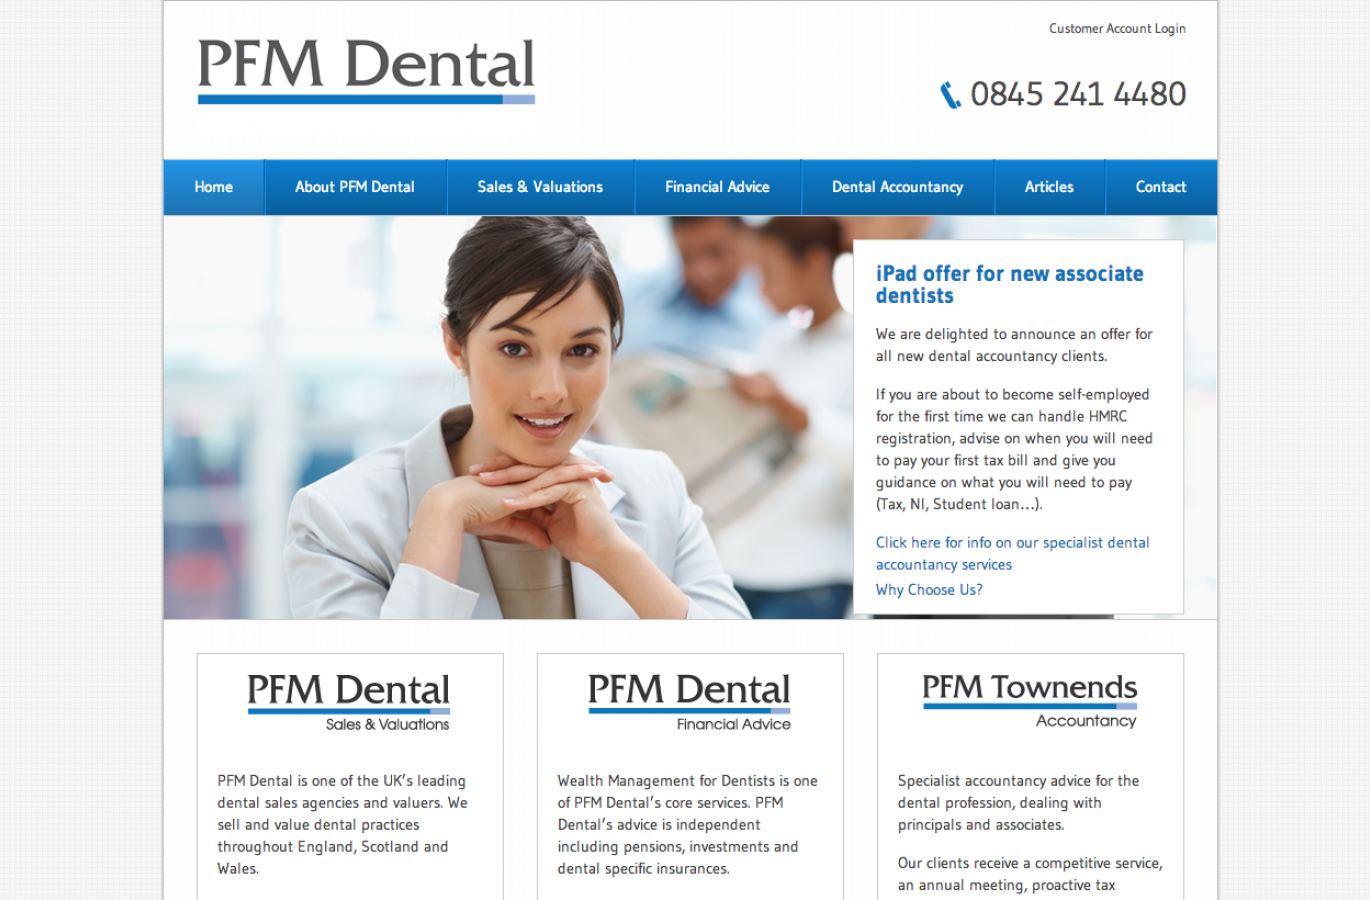 Customer Account Login
PFM Dental
0845 241 4480
Home
About PFM Dental
Sales & Valuations
Financial Advice
Dental Accountancy
Articles
Contact
iPad offer for new associate
dentists
We are delighted to announce an offer for
all new dental accountancy clients.
If you are about to become self-employed
for the first time we can handle HMRC
registration, advise on when you will need
to pay your first tax bill and give you
guidance on what you will need to pay
(Tax, NI, Student loan...).
Click here for info on our specialist dental
accountancy services
Why Choose Us?
PFM Dental
Sales & Valuations
PFM Dental is one of the UK's leading
dental sales agencies and valuers. We
sell and value dental practices
throughout England, Scotland and
Wales.
PFM Dental
Financial Advice
Wealth Management for Dentists is one
of PFM Dental's core services. PFM
Dental's advice is independent
including pensions, investments and
dental specific insurances.
PFM Townends
Accountancy
Specialist accountancy advice for the
dental profession, dealing with
principals and associates.
Our clients receive a competitive service,
an annual meeting, proactive tax